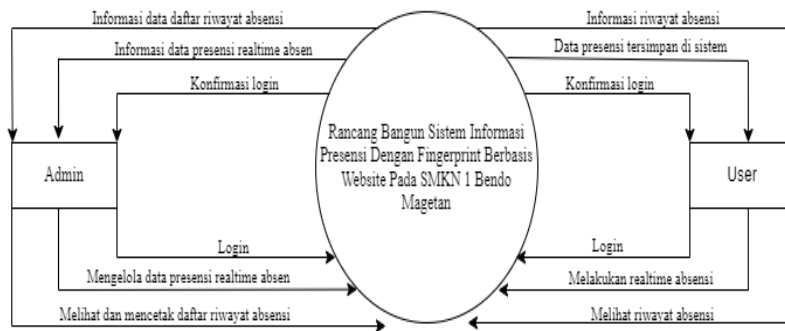 Informasi data daftar riwayat absensi
Informasi riwayat absensi
Informasi data presensi realtime absen
Data presensi tersimpan di sistem
Konfirmasi login
Konfirmasi login
Rancang Bangun Sistem Informasi
Presensi Dengan Fingerprint Berbasis
Website Pada SMKN 1 Bendo
Magetan
Admin
User
Login
Login
Mengelola data presensi realtime absen
Melakukan realtime absensi
Melihat dan mencetak daftar riwayat absensi
Melihat riwayat absensi